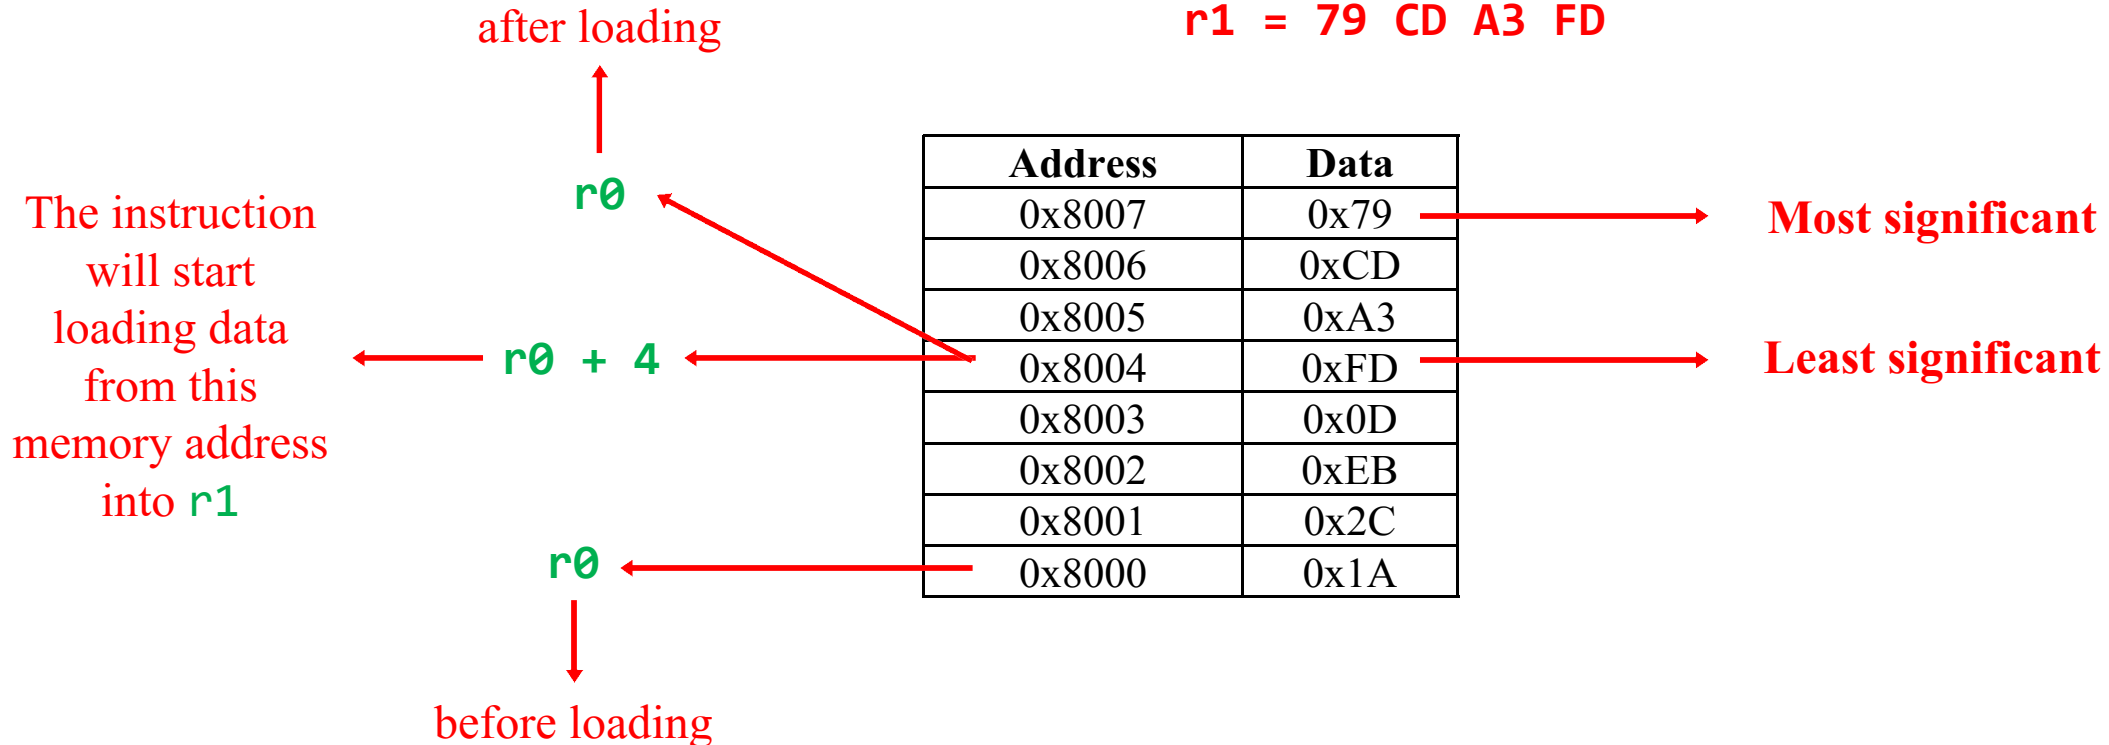 after loading
r1 = 79 CD A3 FD
r0
The instruction
will start
loading data
from this
memory address
into r1
r0 + 4
r0
before loading
Address Data
0x8007 0x79
0x8006 0xCD
0x8005 0xA3
0x8004 0xFD
0x8003 0x0D
0x8002 0xEB
0x8001 0x2C
0x8000 0x1A
Most significant
Least significant